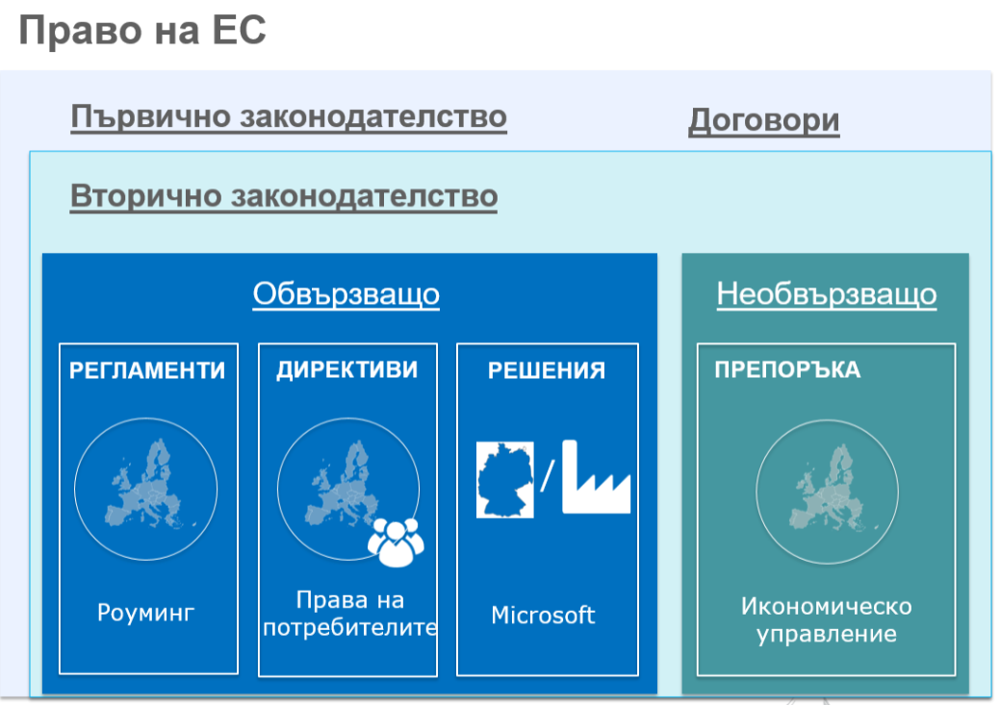 Право на ЕС
Първично законодателство
Договори
Вторично законодателство
Обвързващо
Необвързващо
РЕГЛАМЕНТИ
ДИРЕКТИВИ
РЕШЕНИЯ
ПРЕПОРЪКА
/
Роуминг
Права на
потребителите
Microsoft
Икономическо
управление